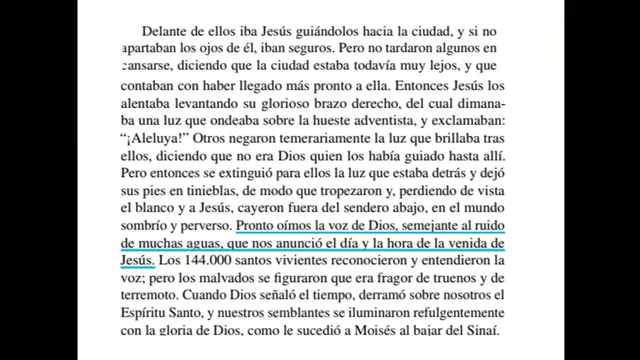 Delante de ellos iba Jesús guiándolos hacia la ciudad, y si no
apartaban los ojos de él, iban seguros. Pero no tardaron algunos en
cansarse, diciendo que la ciudad estaba todavía muy lejos, y que
contaban con haber llegado más pronto a ella. Entonces Jesús los
alentaba levantando su glorioso brazo derecho, del cual dimana-
ba una luz que ondeaba sobre la hueste adventista, y exclamaban:
“¡Aleluya!” Otros negaron temerariamente la luz que brillaba tras
ellos, diciendo que no era Dios quien los había guiado hasta allí.
Pero entonces se extinguió para ellos la luz que estaba detrás y dejó
sus pies en tinieblas, de modo que tropezaron y, perdiendo de vista
el blanco y a Jesús, cayeron fuera del sendero abajo, en el mundo
sombrío y perverso. Pronto oímos la voz de Dios, semejante al ruido
de muchas aguas, que nos anunció el día y la hora de la venida de
Jesús. Los 144.000 santos vivientes reconocieron y entendieron la
voz; pero los malvados se figuraron que era fragor de truenos y de
terremoto. Cuando Dios señaló el tiempo, derramó sobre nosotros el
Espíritu Santo, y nuestros semblantes se iluminaron refulgentemente
con la gloria de Dios, como le sucedió a Moisés al bajar del Sinaí.